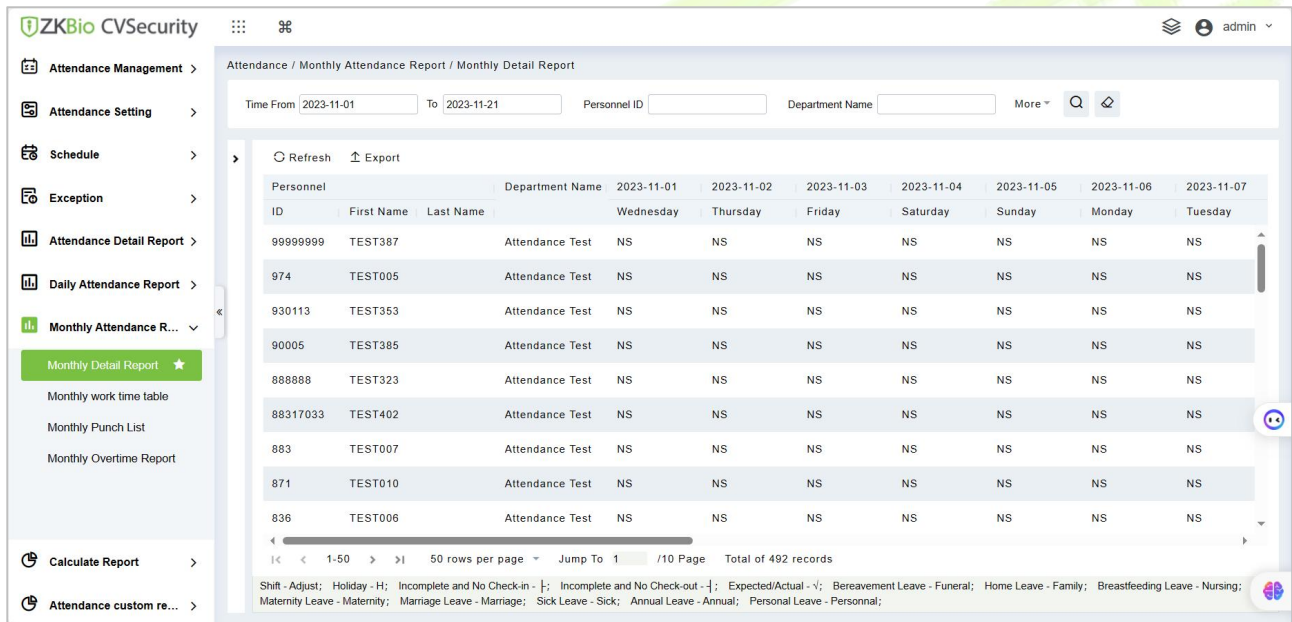 ZKBio CVSecurity
admin
Attendance Management
Attendance Setting
Schedule
Exception
Attendance Detail Report
Daily Attendance Report
Monthly Attendance R...
Monthly Detail Report
Monthly work time table
Monthly Punch List
Monthly Overtime Report
Calculate Report
Attendance custom re...
Attendance / Monthly Attendance Report / Monthly Detail Report
Time From 2023-11-01 To 2023-11-21 Personnel ID Department Name More
Refresh Export
Personnel Department Name 2023-11-01 2023-11-02 2023-11-03 2023-11-04 2023-11-05 2023-11-06 2023-11-07
ID First Name Last Name Wednesday Thursday Friday Saturday Sunday Monday Tuesday
99999999 TEST387 Attendance Test NS NS NS NS NS NS NS
974 TEST005 Attendance Test NS NS NS NS NS NS NS
930113 TEST353 Attendance Test NS NS NS NS NS NS NS
90005 TEST385 Attendance Test NS NS NS NS NS NS NS
888888 TEST323 Attendance Test NS NS NS NS NS NS NS
88317033 TEST402 Attendance Test NS NS NS NS NS NS NS
883 TEST007 Attendance Test NS NS NS NS NS NS NS
871 TEST010 Attendance Test NS NS NS NS NS NS NS
836 TEST006 Attendance Test NS NS NS NS NS NS NS
1-50 50 rows per page Jump To 1 /10 Page Total of 492 records
Shift - Adjust; Holiday - H; Incomplete and No Check-in - ├; Incomplete and No Check-out - ┤; Expected/Actual - √; Bereavement Leave - Funeral; Home Leave - Family; Breastfeeding Leave - Nursing;
Maternity Leave - Maternity; Marriage Leave - Marriage; Sick Leave - Sick; Annual Leave - Annual; Personal Leave - Personnal;